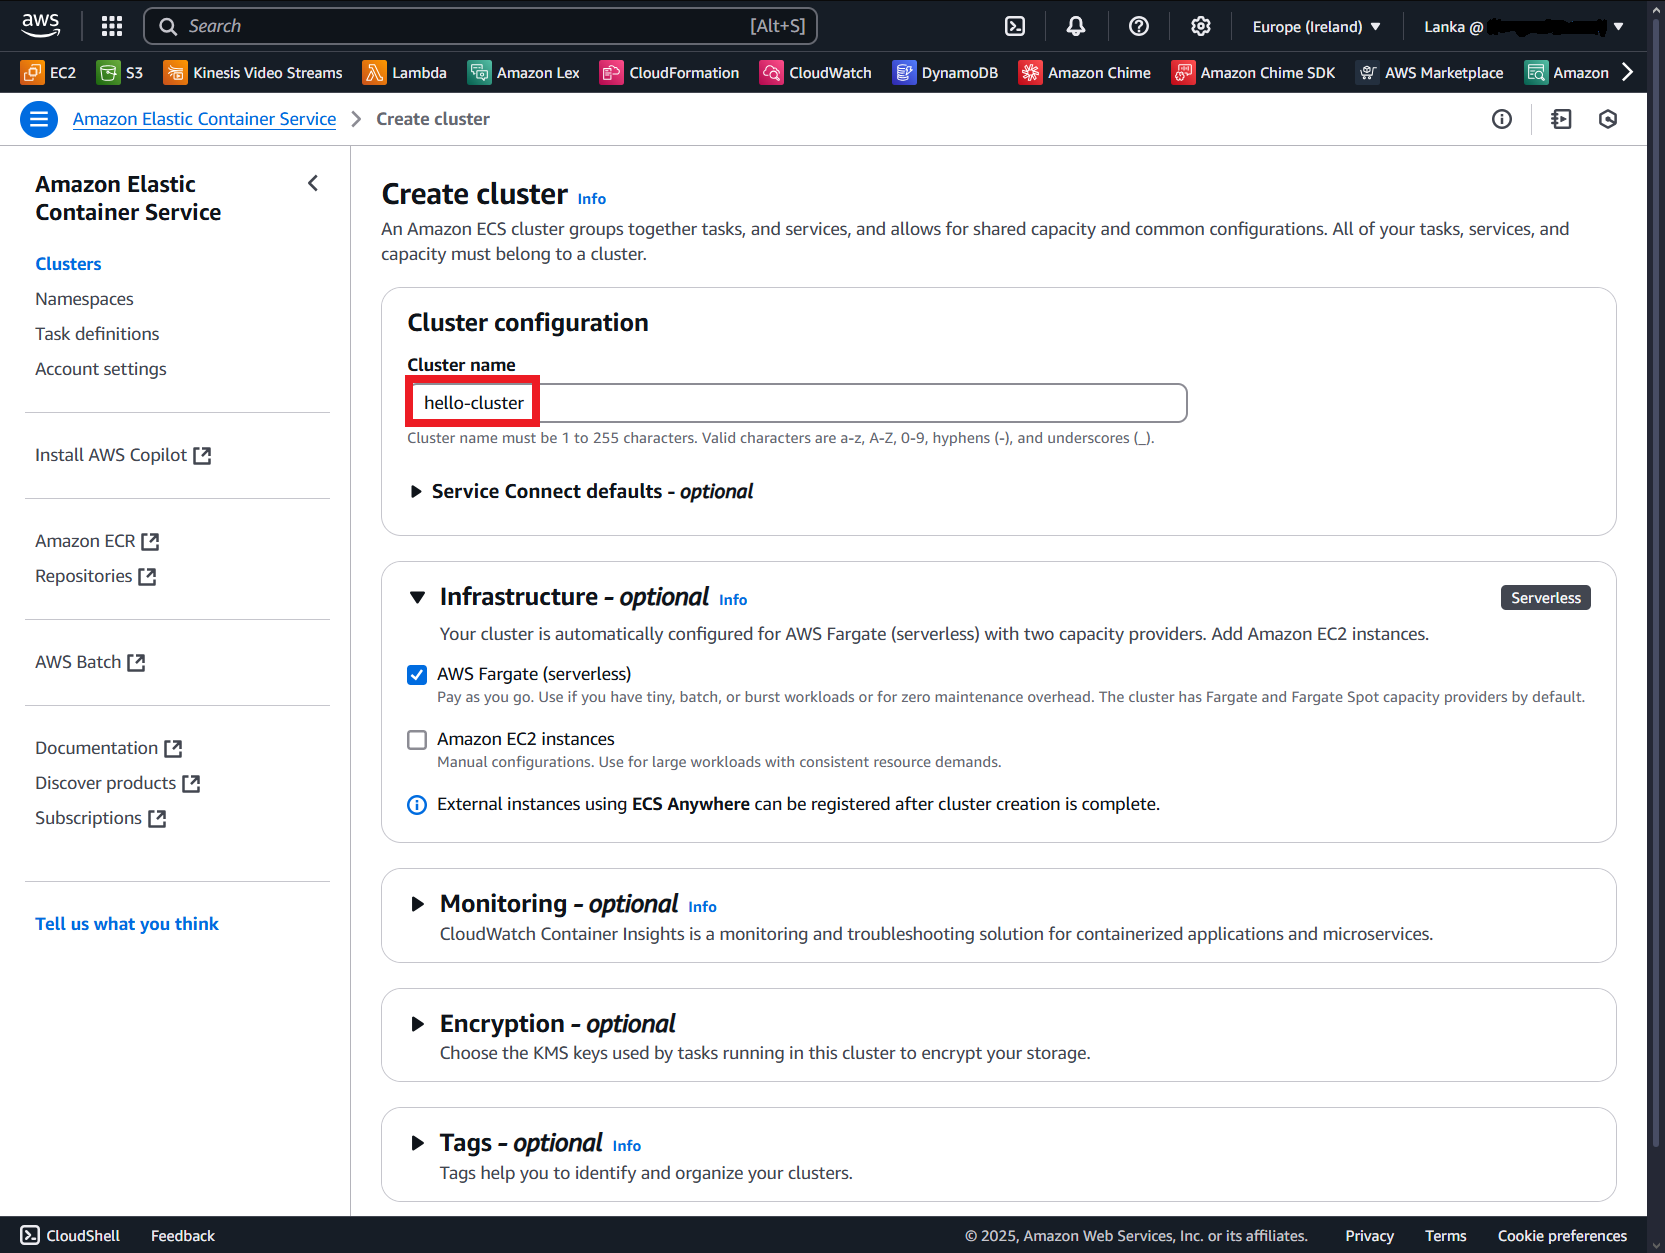 aws
Search [Alt+S]
Europe (Ireland)
Lanka @
EC2
S3
Kinesis Video Streams
Lambda
Amazon Lex
CloudFormation
CloudWatch
DynamoDB
Amazon Chime
Amazon Chime SDK
AWS Marketplace
Amazon
Amazon Elastic Container Service > Create cluster
Amazon Elastic
Container Service
Clusters
Namespaces
Task definitions
Account settings
Install AWS Copilot
Amazon ECR
Repositories
AWS Batch
Documentation
Discover products
Subscriptions
Tell us what you think
Create cluster Info
An Amazon ECS cluster groups together tasks, and services, and allows for shared capacity and common configurations. All of your tasks, services, and
capacity must belong to a cluster.
Cluster configuration
Cluster name
hello-cluster
Cluster name must be 1 to 255 characters. Valid characters are a-z, A-Z, 0-9, hyphens (-), and underscores (_).
Service Connect defaults - optional
Infrastructure - optional Info
Serverless
Your cluster is automatically configured for AWS Fargate (serverless) with two capacity providers. Add Amazon EC2 instances.
AWS Fargate (serverless)
Pay as you go. Use if you have tiny, batch, or burst workloads or for zero maintenance overhead. The cluster has Fargate and Fargate Spot capacity providers by default.
Amazon EC2 instances
Manual configurations. Use for large workloads with consistent resource demands.
External instances using ECS Anywhere can be registered after cluster creation is complete.
Monitoring - optional Info
CloudWatch Container Insights is a monitoring and troubleshooting solution for containerized applications and microservices.
Encryption - optional
Choose the KMS keys used by tasks running in this cluster to encrypt your storage.
Tags - optional Info
Tags help you to identify and organize your clusters.
CloudShell
Feedback
© 2025, Amazon Web Services, Inc. or its affiliates.
Privacy
Terms
Cookie preferences